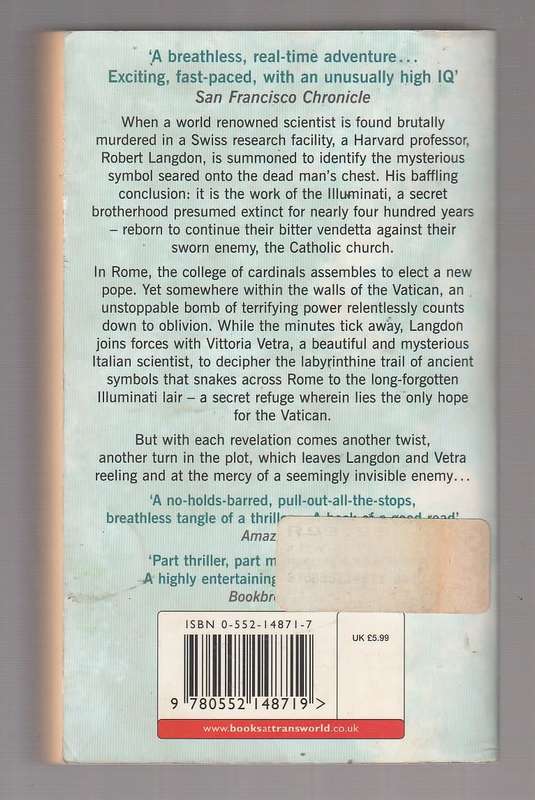 ‘A breathless, real-time adventure...
Exciting, fast-paced, with an unusually high IQ’
San Francisco Chronicle
When a world renowned scientist is found brutally
murdered in a Swiss research facility, a Harvard professor,
Robert Langdon, is summoned to identify the mysterious
symbol seared onto the dead man's chest. His baffling
conclusion: it is the work of the Illuminati, a secret
brotherhood presumed extinct for nearly four hundred years
– reborn to continue their bitter vendetta against their
sworn enemy, the Catholic church.
In Rome, the college of cardinals assembles to elect a new
pope. Yet somewhere within the walls of the Vatican, an
unstoppable bomb of terrifying power relentlessly counts
down to oblivion. While the minutes tick away, Langdon
joins forces with Vittoria Vetra, a beautiful and mysterious
Italian scientist, to decipher the labyrinthine trail of ancient
symbols that snakes across Rome to the long-forgotten
Illuminati lair – a secret refuge wherein lies the only hope
for the Vatican.
But with each revelation comes another twist,
another turn in the plot, which leaves Langdon and Vetra
reeling and at the mercy of a seemingly invisible enemy...
‘A no-holds-barred, pull-out-all-the-stops,
breathless tangle of a thriller A heck of a good read’
Amaz
‘Part thriller, part m
A highly entertaining
Bookbr
ISBN 0-552-14871-7
UK £5.99
9 780552 148719 >
www.booksattransworld.co.uk